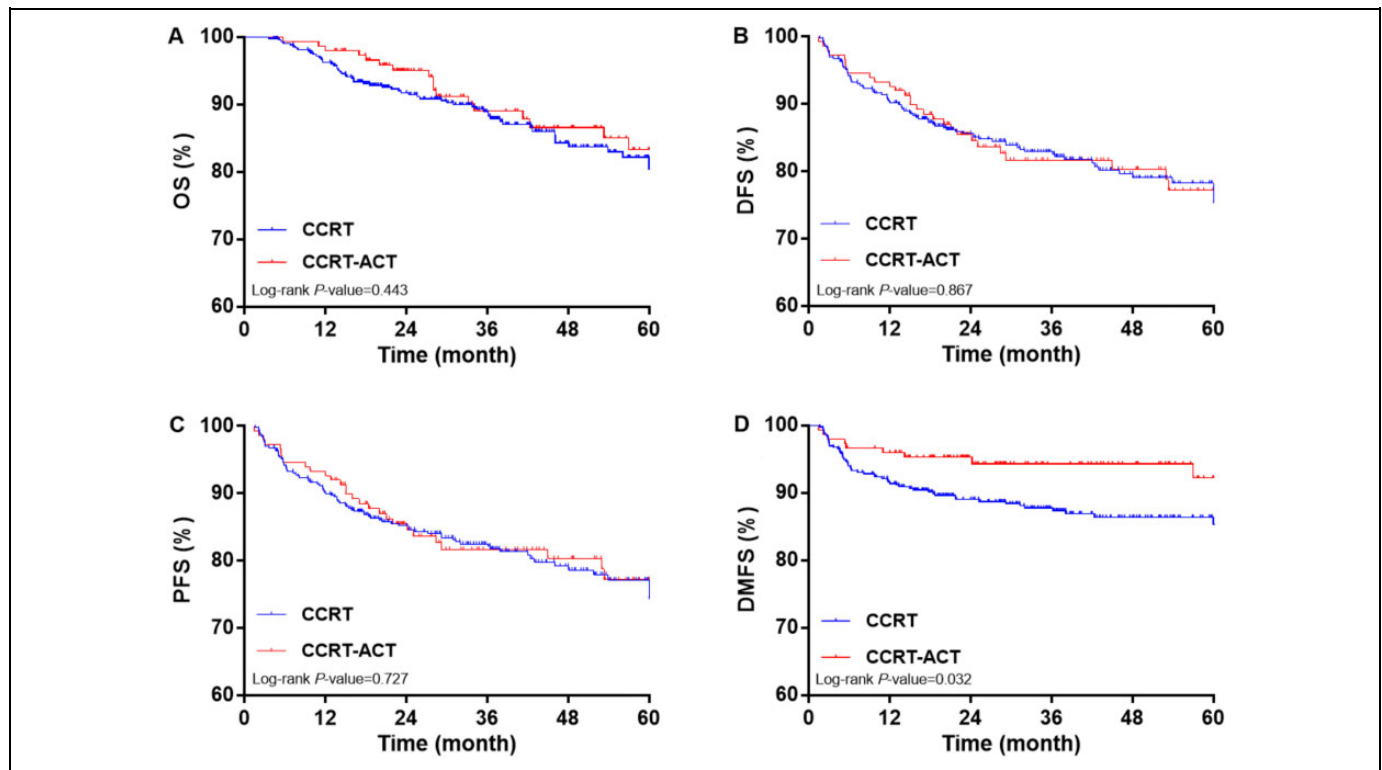 A
OS (%)
100
90
80
70
60
CCRT
CCRT-ACT
Log-rank P-value=0.443
0 12 24 36 48 60
Time (month)
B
DFS (%)
100
90
80
70
60
CCRT
CCRT-ACT
Log-rank P-value=0.867
0 12 24 36 48 60
Time (month)
C
PFS (%)
100
90
80
70
60
CCRT
CCRT-ACT
Log-rank P-value=0.727
0 12 24 36 48 60
Time (month)
D
DMFS (%)
100
90
80
70
60
CCRT
CCRT-ACT
Log-rank P-value=0.032
0 12 24 36 48 60
Time (month)